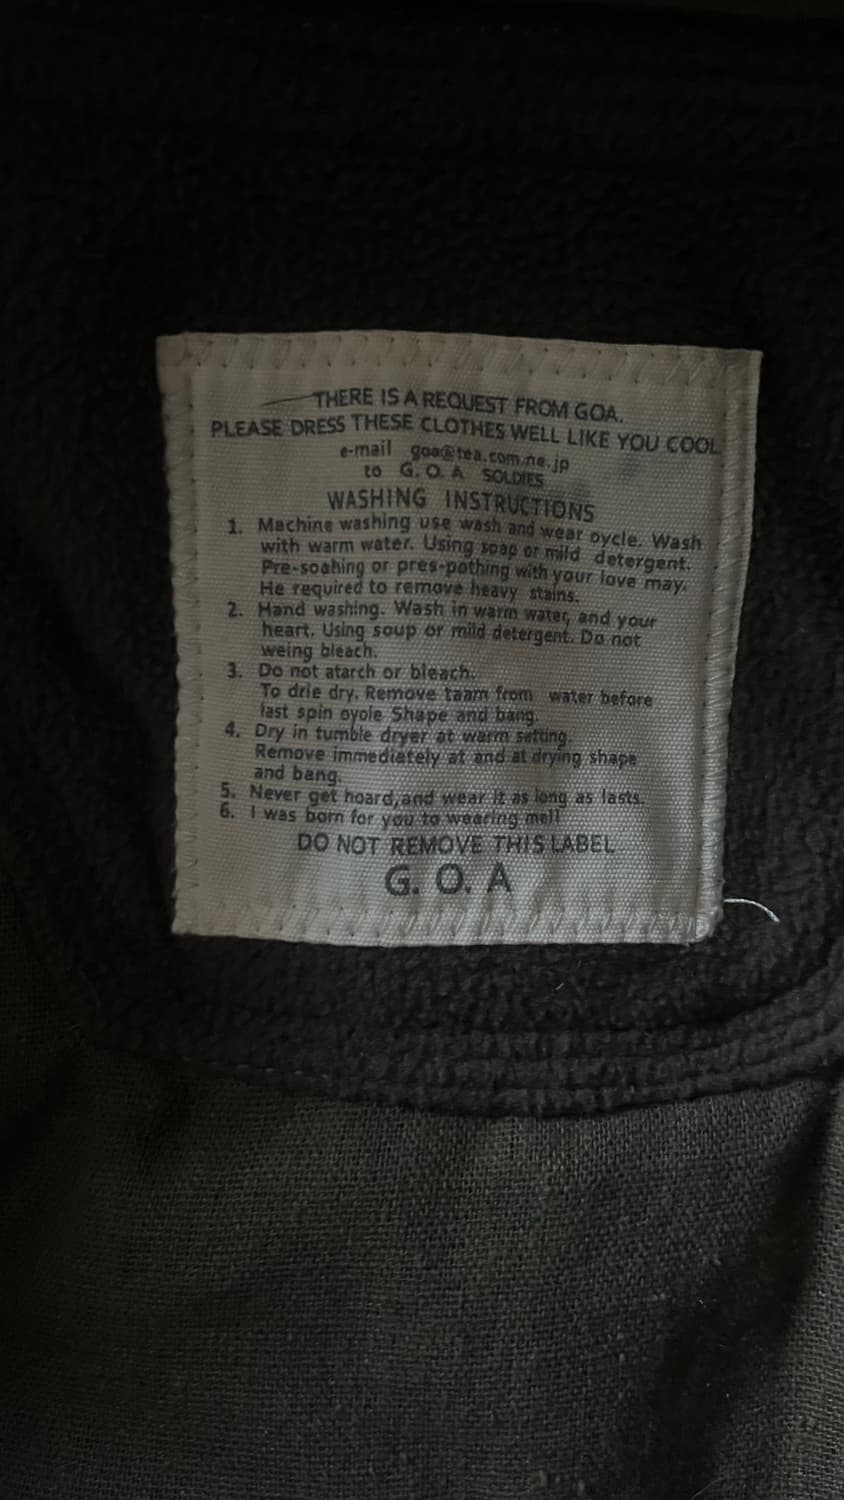 THERE IS A REQUEST FROM GOA.
PLEASE DRESS THESE CLOTHES WELL LIKE YOU COOL
e-mail goa@tea.com.ne.jp
to G. O. A SOLDIES
WASHING INSTRUCTIONS
1. Machine washing use wash and wear oycle. Wash
with warm water. Using soap or mild detergent.
Pre-soahing or pres-pothing with your love may.
He required to remove heavy stains.
2. Hand washing. Wash in warm water, and your
heart. Using soup or mild detergent. Do not
weing bleach.
3. Do not atarch or bleach.
To drie dry. Remove taam from water before
last spin oyole Shape and bang.
4. Dry in tumble dryer at warm setting.
Remove immediately at and at drying shape
and bang.
5. Never get hoard,and wear it as long as lasts.
6. I was born for you to wearing mell
DO NOT REMOVE THIS LABEL
G. O. A